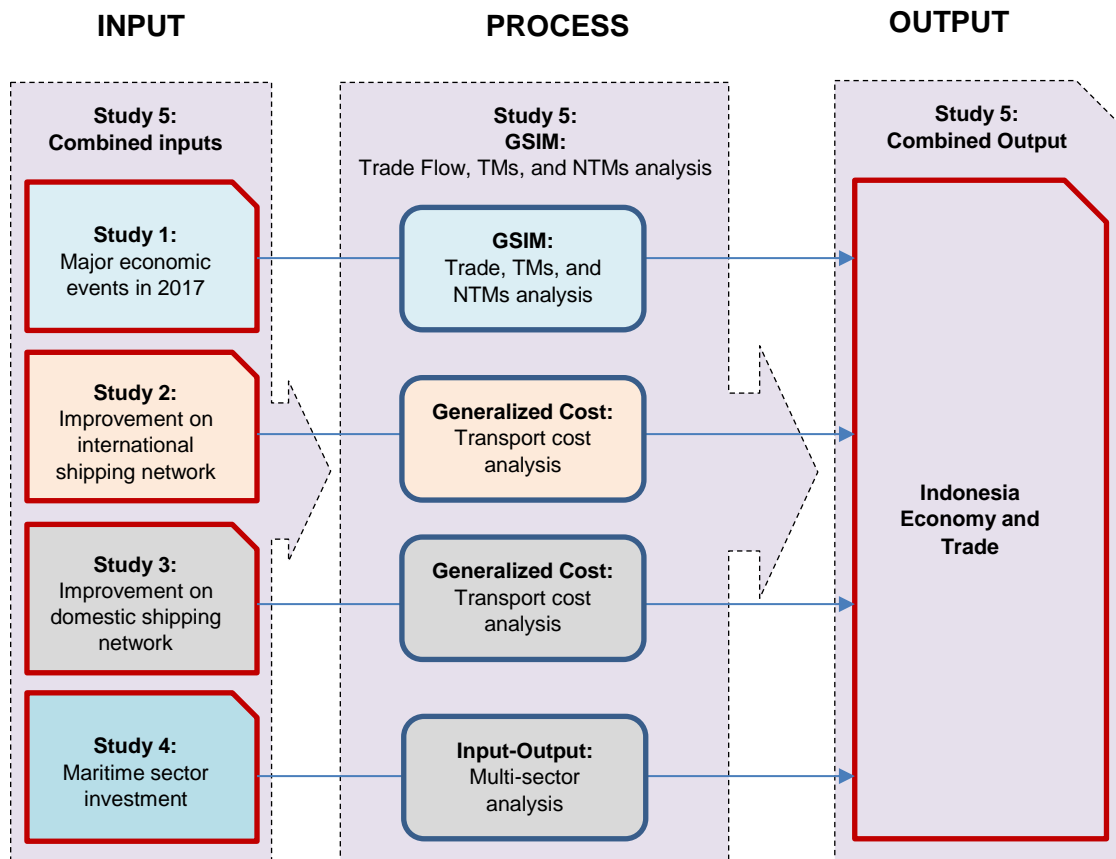 INPUT
PROCESS
OUTPUT
Study 5:
Combined inputs
Study 1:
Major economic
events in 2017
Study 2:
Improvement on
international
shipping network
Study 3:
Improvement on
domestic shipping
network
Study 4:
Maritime sector
investment
Study 5:
GSIM:
Trade Flow, TMs, and NTMs analysis
GSIM:
Trade, TMs, and
NTMs analysis
Generalized Cost:
Transport cost
analysis
Generalized Cost:
Transport cost
analysis
Input-Output:
Multi-sector
analysis
Study 5:
Combined Output
Indonesia
Economy and
Trade